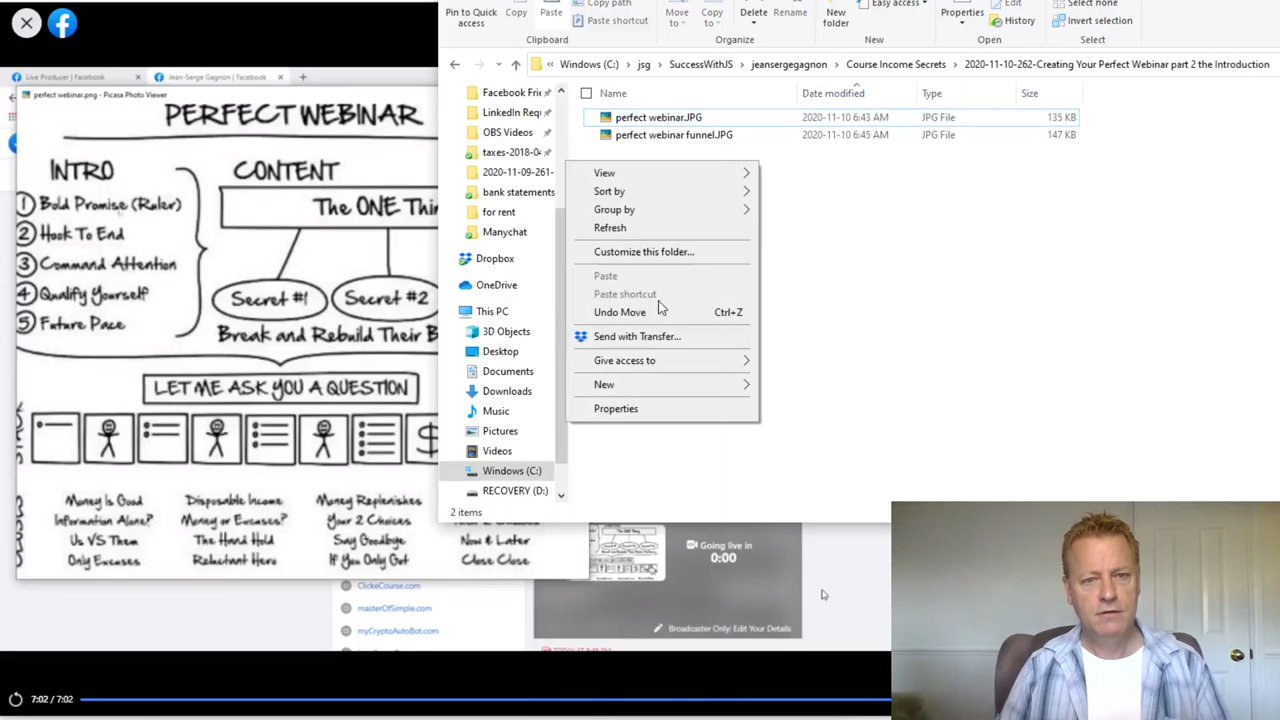 Pin to Quick access
Copy
Paste
Copy path
Paste shortcut
Move to
Copy to
Delete
Rename
New folder
Easy access
Properties
Edit
History
Select none
Invert selection
Clipboard
Organize
New
Open
Select
Live Producer | Facebook
Jean-Serge Gagnon | Facebook
Windows (C:) › jsg › SuccessWithJS › jeansergegagnon › Course Income Secrets › 2020-11-10-262-Creating Your Perfect Webinar part 2 the Introduction
perfect webinar.png - Picasa Photo Viewer
Name
Date modified
Type
Size
perfect webinar.JPG
2020-11-10 6:43 AM
JPG File
135 KB
perfect webinar funnel.JPG
2020-11-10 6:45 AM
JPG File
147 KB
Facebook Frie
LinkedIn Requ
OBS Videos
taxes-2018-04
2020-11-09-261-
bank statements
for rent
Manychat
Dropbox
OneDrive
This PC
3D Objects
Desktop
Documents
Downloads
Music
Pictures
Videos
Windows (C:)
RECOVERY (D:)
2 items
View
Sort by
Group by
Refresh
Customize this folder...
Paste
Paste shortcut
Undo Move Ctrl+Z
Send with Transfer...
Give access to
New
Properties
PERFECT WEBINAR
INTRO
1 Bold Promise (Ruler)
2 Hook To End
3 Command Attention
4 Qualify Yourself
5 Future Pace
CONTENT
The ONE Thin
Secret #1
Secret #2
Break and Rebuild Their B
LET ME ASK YOU A QUESTION
$
Money Is Good
Information Alone?
Us VS Them
Only Excuses
Disposable Income
Money or Excuses?
The Hand Hold
Reluctant Hero
Money Replenishes
Your 2 Choices
Say Goodbye
If You Only Got
Now & Later
Close Close
ClickeCourse.com
masterOfSimple.com
myCryptoAutoBot.com
Going live in
0:00
Broadcaster Only: Edit Your Details
7:02 / 7:02